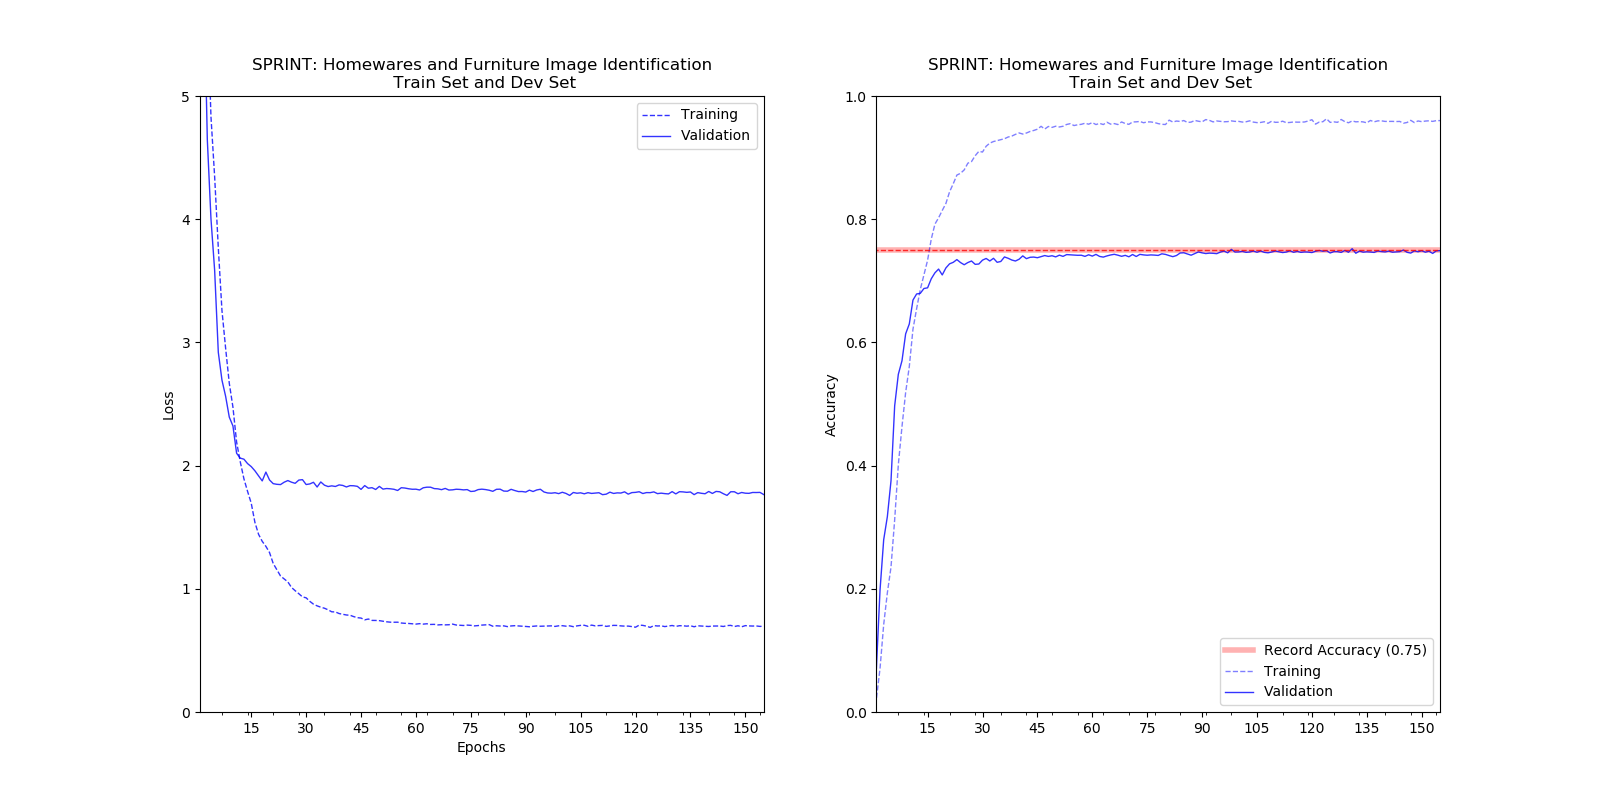 SPRINT: Homewares and Furniture Image Identification
Train Set and Dev Set
5
4
3
2
1
0
Loss
Training
Validation
15 30 45 60 75 90 105 120 135 150
Epochs
SPRINT: Homewares and Furniture Image Identification
Train Set and Dev Set
1.0
0.8
0.6
0.4
0.2
0.0
Accuracy
Record Accuracy (0.75)
Training
Validation
15 30 45 60 75 90 105 120 135 150